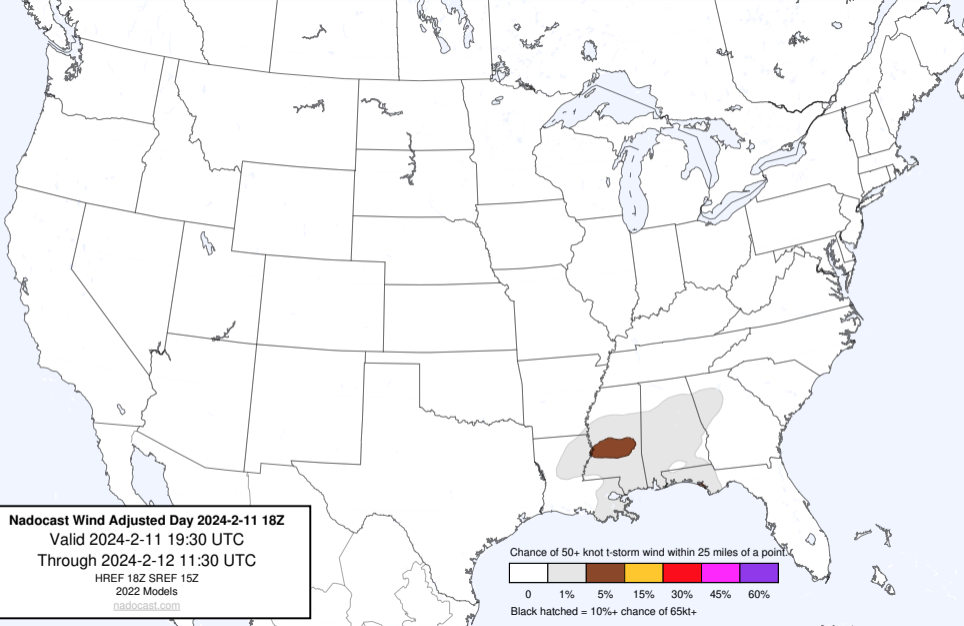 Nadocast Wind Adjusted Day 2024-2-11 18Z
Valid 2024-2-11 19:30 UTC
Through 2024-2-12 11:30 UTC
HREF 18Z SREF 15Z
2022 Models
nadocast.com
Chance of 50+ knot t-storm wind within 25 miles of a point.
0 1% 5% 15% 30% 45% 60%
Black hatched = 10%+ chance of 65kt+